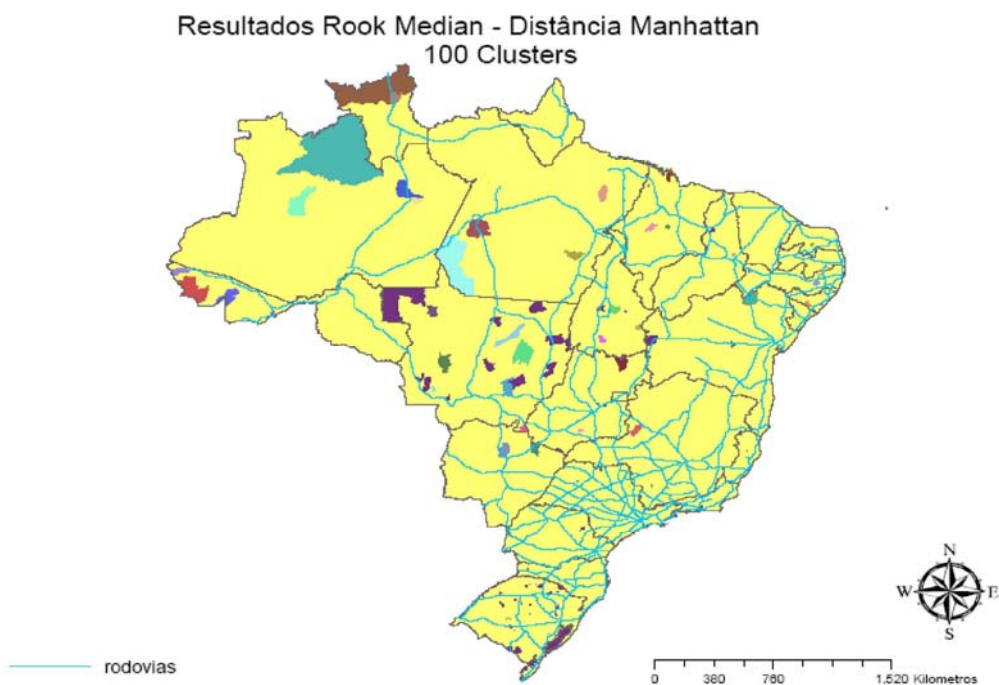 Resultados Rook Median - Distância Manhattan
100 Clusters
N
W E
S
rodovias
0 380 760 1.520 Kilometros